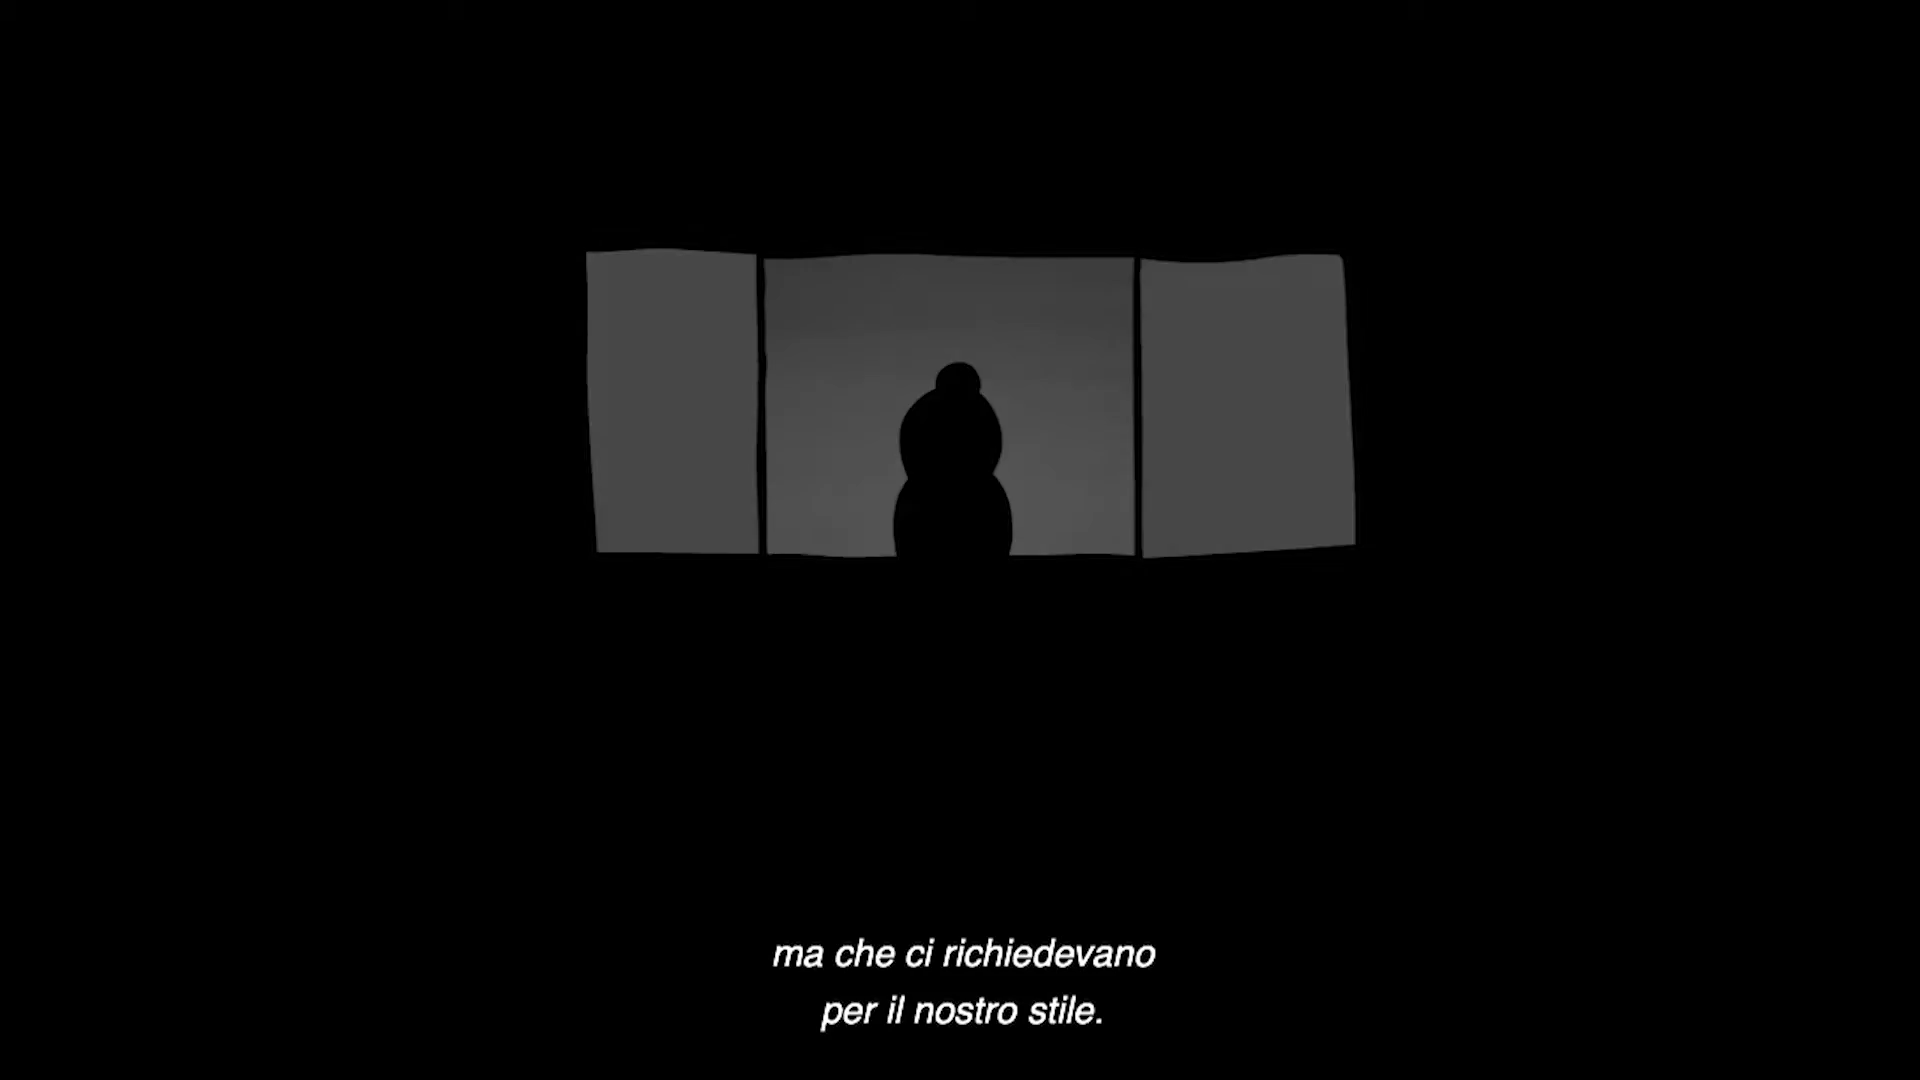 ma che ci richiedevano
per il nostro stile.